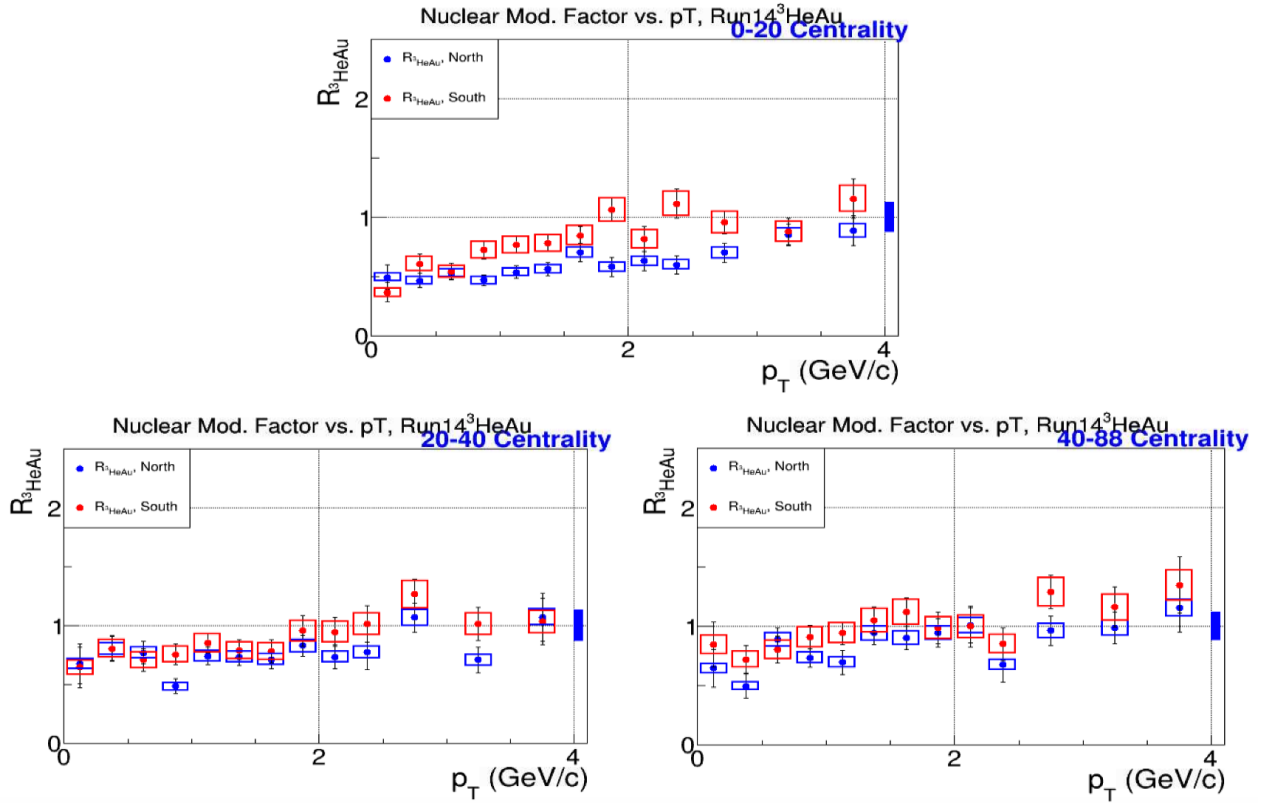 Nuclear Mod. Factor vs. pT, Run14³HeAu
0-20 Centrality
R³HeAu
R³HeAu, North
R³HeAu, South
2
1
0
0 2 4
pT (GeV/c)
Nuclear Mod. Factor vs. pT, Run14³HeAu
20-40 Centrality
R³HeAu
R³HeAu, North
R³HeAu, South
2
1
0
0 2 4
pT (GeV/c)
Nuclear Mod. Factor vs. pT, Run14³HeAu
40-88 Centrality
R³HeAu
R³HeAu, North
R³HeAu, South
2
1
0
0 2 4
pT (GeV/c)